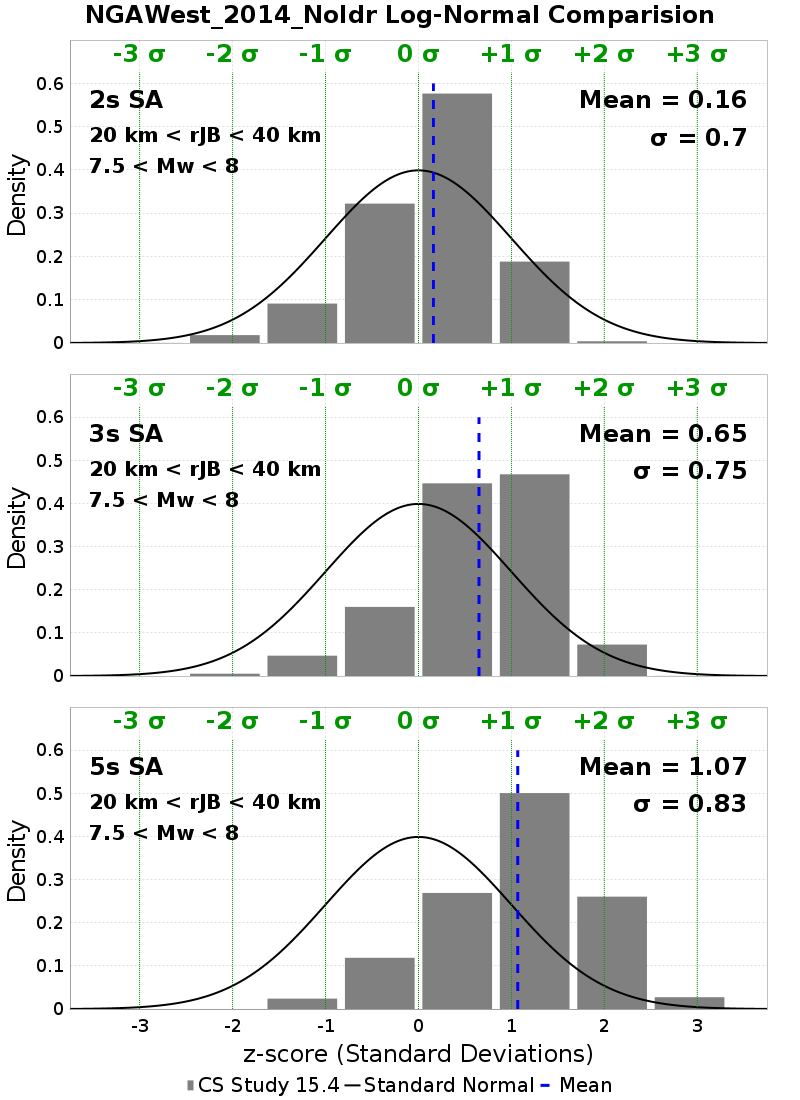 NGAWest_2014_NoIdr Log-Normal Comparision
-3 σ -2 σ -1 σ 0 σ +1 σ +2 σ +3 σ
2s SA
20 km < rJB < 40 km
7.5 < Mw < 8
Mean = 0.16
σ = 0.7
Density
0.6
0.5
0.4
0.3
0.2
0.1
0
-3 σ -2 σ -1 σ 0 σ +1 σ +2 σ +3 σ
3s SA
20 km < rJB < 40 km
7.5 < Mw < 8
Mean = 0.65
σ = 0.75
Density
0.6
0.5
0.4
0.3
0.2
0.1
0
-3 σ -2 σ -1 σ 0 σ +1 σ +2 σ +3 σ
5s SA
20 km < rJB < 40 km
7.5 < Mw < 8
Mean = 1.07
σ = 0.83
Density
0.6
0.5
0.4
0.3
0.2
0.1
0
-3 -2 -1 0 1 2 3
z-score (Standard Deviations)
CS Study 15.4 Standard Normal Mean